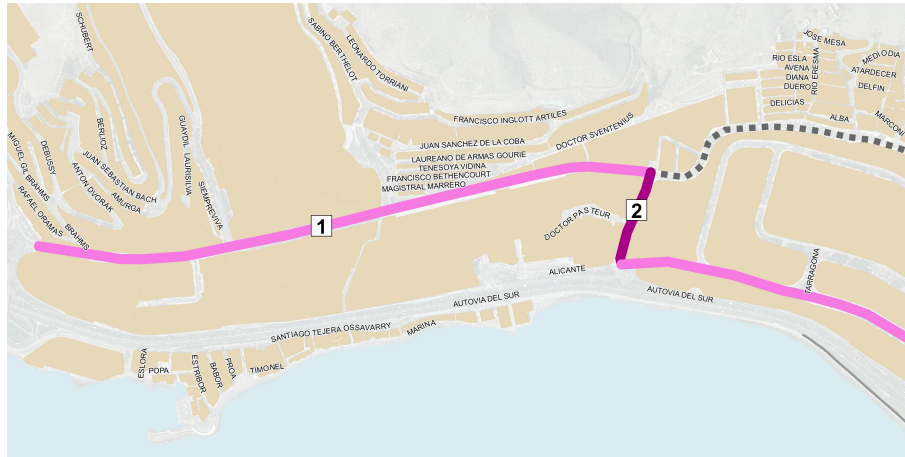 SCHUBERT
SABINO BERTHELOT
LEONARDO TORRIANI
JOSE MESA
MEDIODIA
RIO ESLA
RIO ERESMA
AVENA
ATARDECER
DIANA
DUERO
DELFIN
DELICIAS
MARCONI
ALBA
FRANCISCO INGLOTT ARTILES
DOCTOR SVENTENIUS
GUAYDIL
LAURISILVA
SIEMPREVIVA
BERLIOZ
MIGUEL GIL BRAHMS
DEBUSSY
JUAN SEBASTIAN BACH
ANTON DVORAK
AMURGA
RAFAEL ORAMAS
BRAHMS
JUAN SANCHEZ DE LA COBA
LAUREANO DE ARMAS GOURIE
TENESOYA VIDINA
FRANCISCO BETHENCOURT
MAGISTRAL MARRERO
1
2
DOCTOR PASTEUR
ALICANTE
TARRAGONA
AUTOVIA DEL SUR
AUTOVIA DEL SUR
SANTIAGO TEJERA OSSAVARRY
MARINA
ESLORA
POPA
ESTRIBOR
BABOR
PROA
TIMONEL